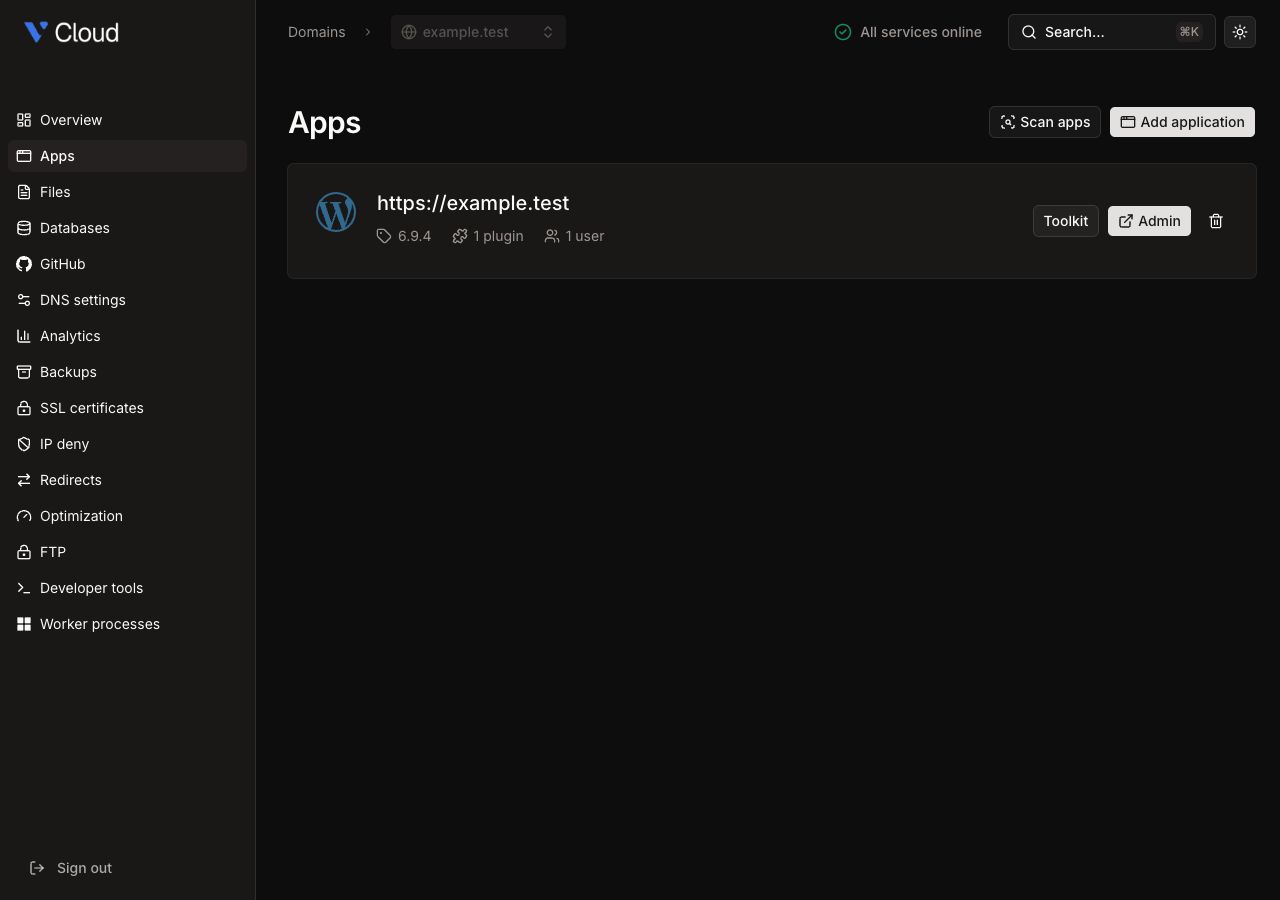 Cloud
Domains
example.test
All services online
Search...
⌘K
Overview
Apps
Files
Databases
GitHub
DNS settings
Analytics
Backups
SSL certificates
IP deny
Redirects
Optimization
FTP
Developer tools
Worker processes
Sign out
Apps
Scan apps
Add application
https://example.test
6.9.4
1 plugin
1 user
Toolkit
Admin